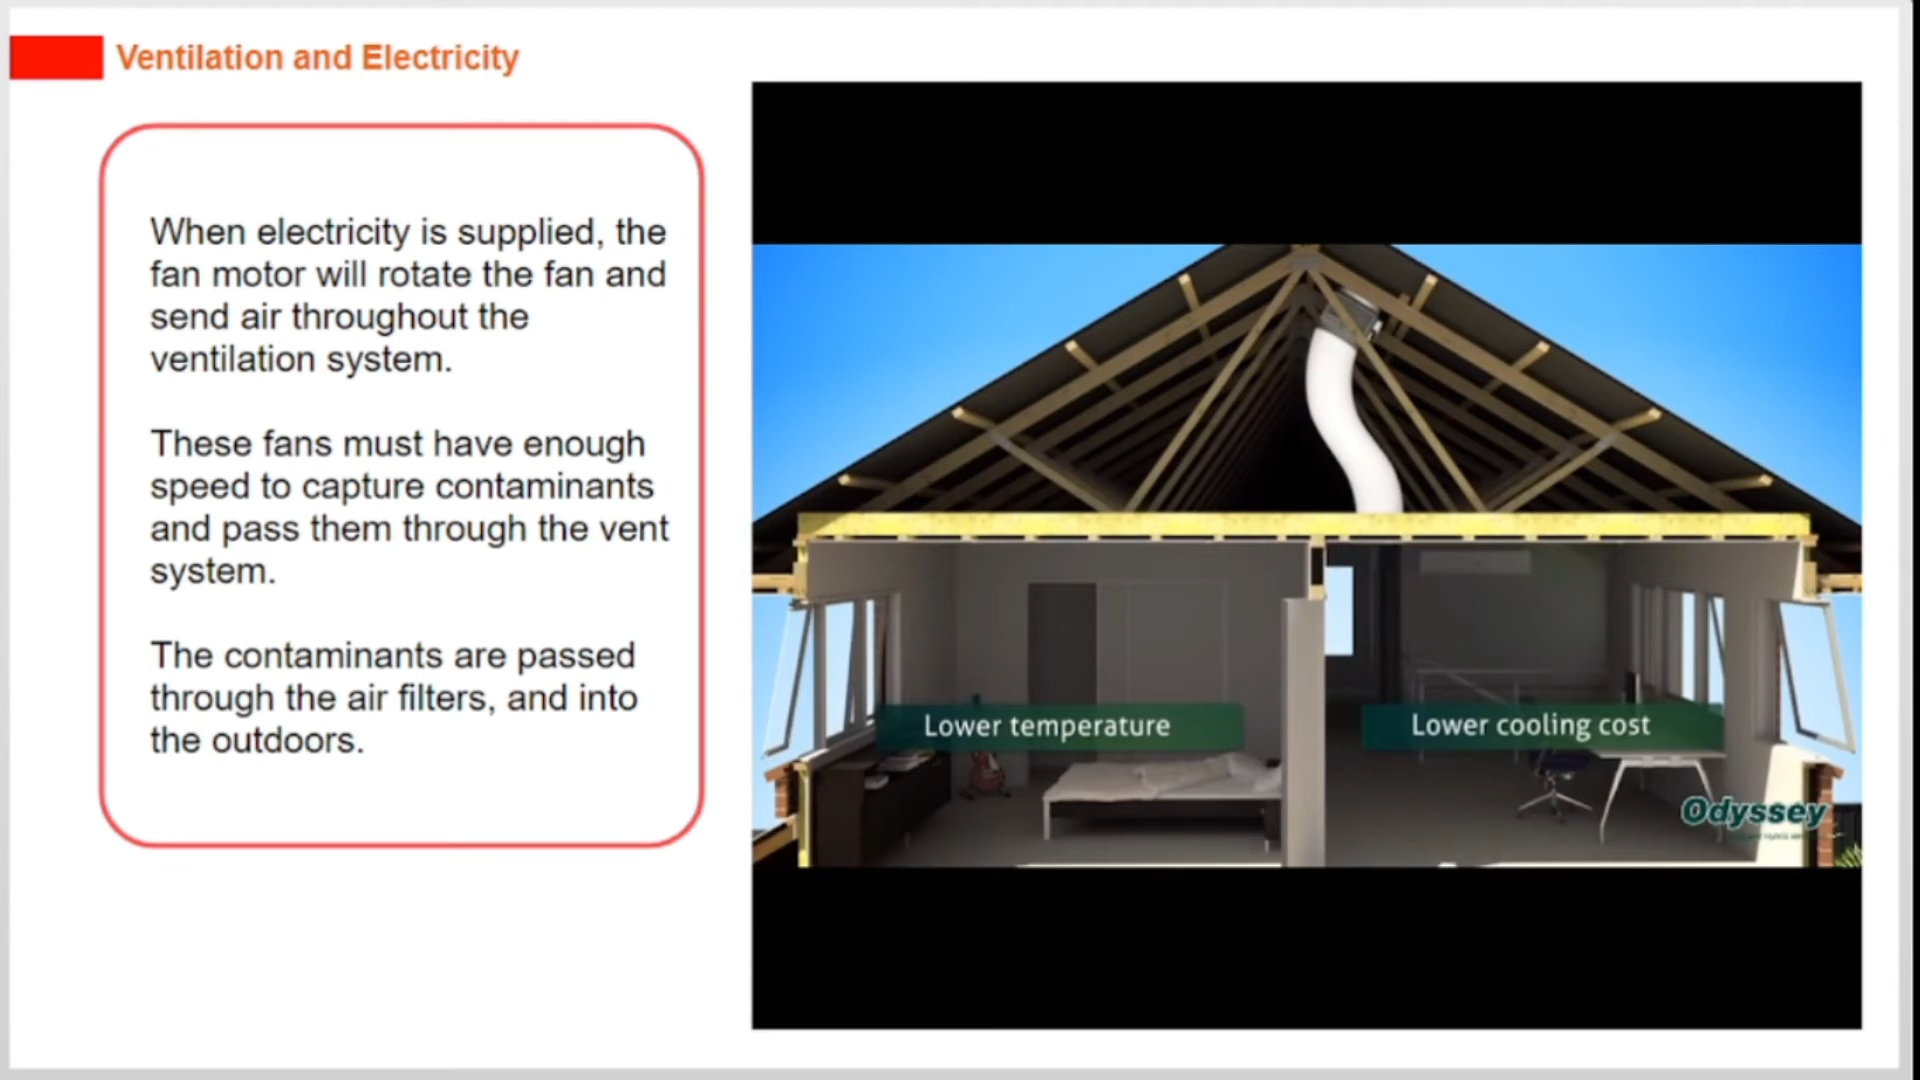 Ventilation and Electricity
When electricity is supplied, the
fan motor will rotate the fan and
send air throughout the
ventilation system.
These fans must have enough
speed to capture contaminants
and pass them through the vent
system.
The contaminants are passed
through the air filters, and into
the outdoors.
Lower temperature
Lower cooling cost
Odyssey